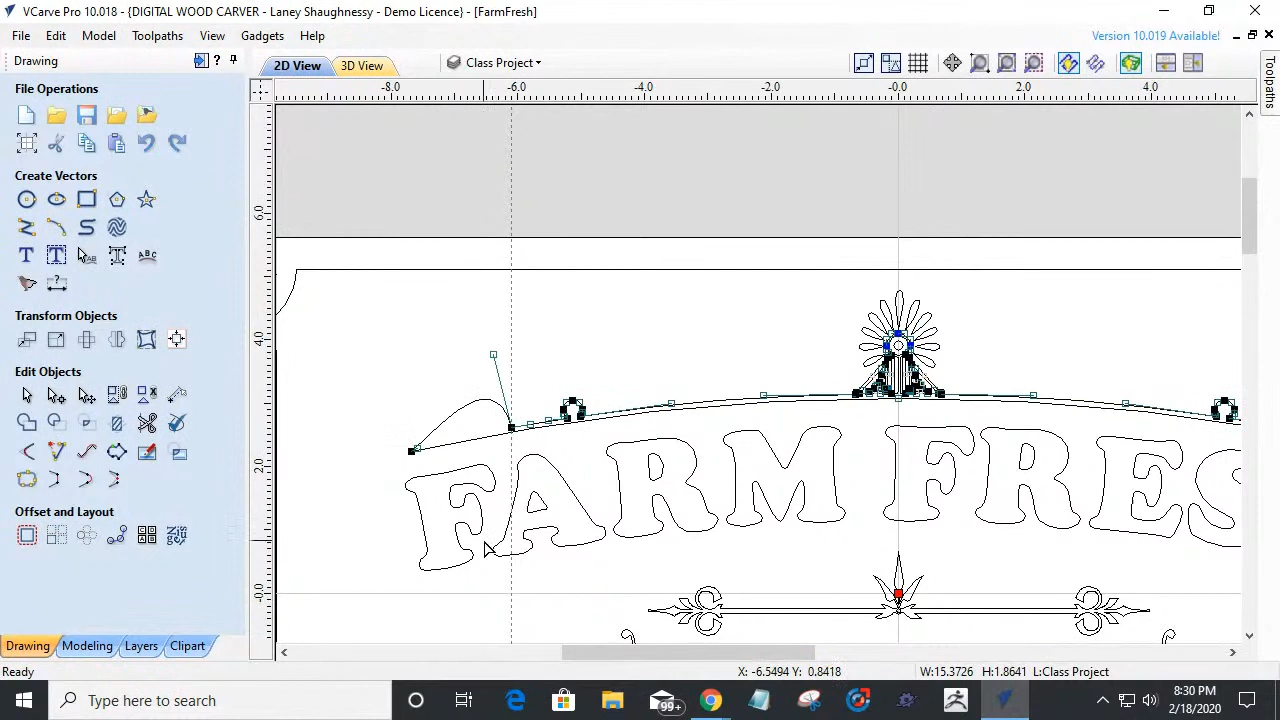 VCarve Pro 10.018 - {DIGITAL WOOD CARVER - Laney Shaughnessy - Demo Licence} - [FarmFresh]
File Edit Model Toolpaths View Gadgets Help
Version 10.019 Available!
Drawing
2D View 3D View Class Project
Toolpaths
-8.0 -6.0 -4.0 -2.0 0.0 2.0 4.0
6.0
4.0
2.0
-0.0
File Operations
Create Vectors
ABC
Transform Objects
Edit Objects
Offset and Layout
FARM FRES
Drawing Modeling Layers Clipart
Ready
X: -6.5494 Y: 0.8418
W:15.3726 H:1.8641 L:Class Project
Type here to search
99+
8:30 PM
2/18/2020